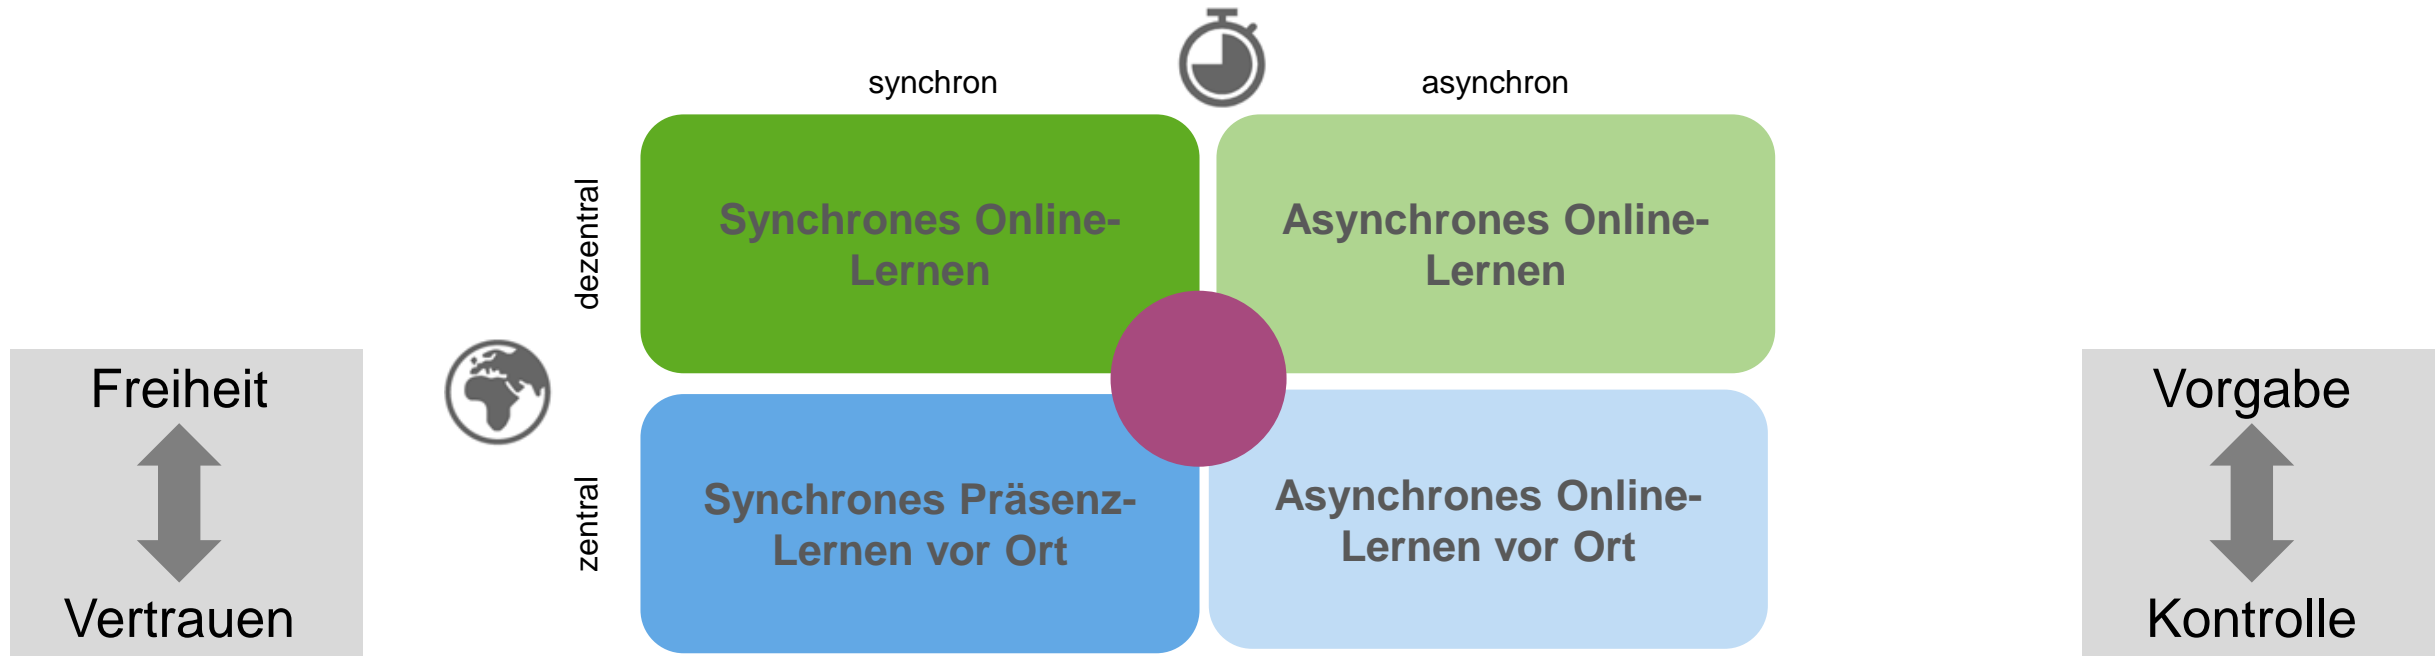 synchron
asynchron
dezentral
Synchrones Online-
Lernen
Asynchrones Online-
Lernen
zentral
Synchrones Präsenz-
Lernen vor Ort
Asynchrones Online-
Lernen vor Ort
Freiheit
Vertrauen
Vorgabe
Kontrolle